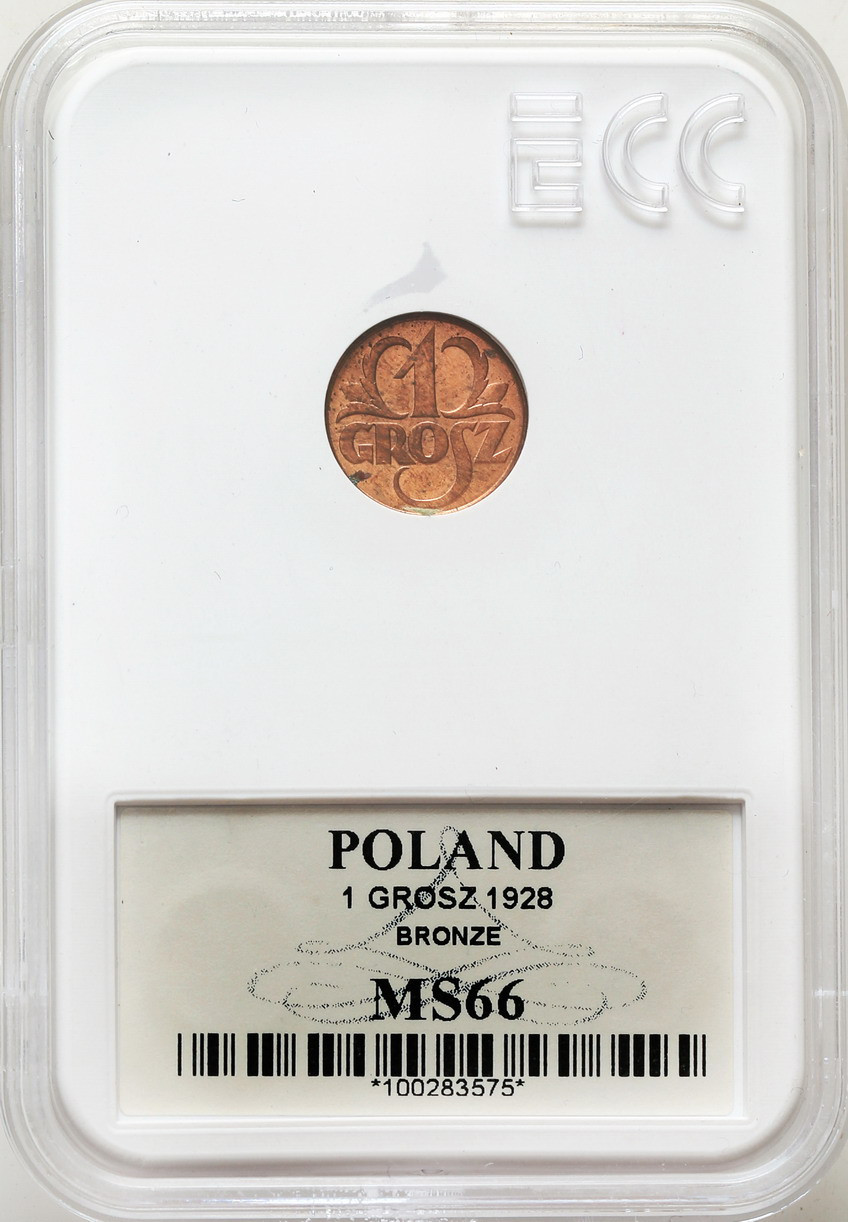 ECC
1
GROSZ
POLAND
1 GROSZ 1928
BRONZE
MS66
*100283575*